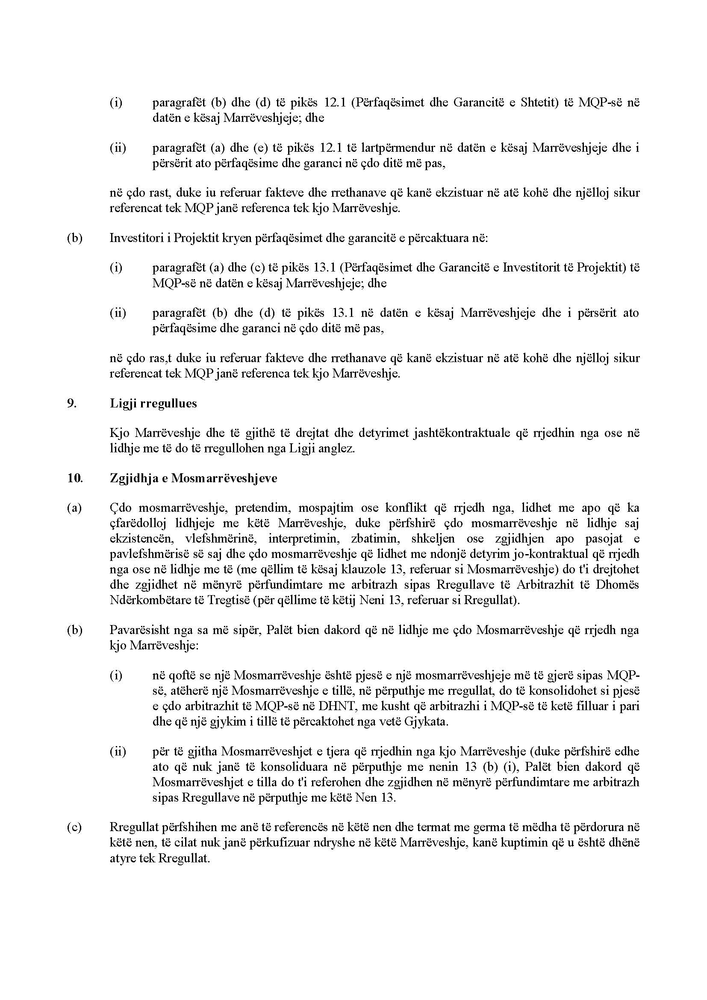 (i) paragrafët (b) dhe (d) të pikës 12.1 (Përfaqësimet dhe Garancitë e Shtetit) të MQP-së në
datën e kësaj Marrëveshjeje; dhe
(ii) paragrafët (a) dhe (e) të pikës 12.1 të lartpërmendur në datën e kësaj Marrëveshjeje dhe i
përsërit ato përfaqësime dhe garanci në çdo ditë më pas,
në çdo rast, duke iu referuar fakteve dhe rrethanave që kanë ekzistuar në atë kohë dhe njëlloj sikur
referencat tek MQP janë referenca tek kjo Marrëveshje.
(b) Investitori i Projektit kryen përfaqësimet dhe garancitë e përcaktuara në:
(i) paragrafët (a) dhe (c) të pikës 13.1 (Përfaqësimet dhe Garancitë e Investitorit të Projektit) të
MQP-së në datën e kësaj Marrëveshjeje; dhe
(ii) paragrafët (b) dhe (d) të pikës 13.1 në datën e kësaj Marrëveshjeje dhe i përsërit ato
përfaqësime dhe garanci në çdo ditë më pas,
në çdo ras,t duke iu referuar fakteve dhe rrethanave që kanë ekzistuar në atë kohë dhe njëlloj sikur
referencat tek MQP janë referenca tek kjo Marrëveshje.
9. Ligji rregullues
Kjo Marrëveshje dhe të gjithë të drejtat dhe detyrimet jashtëkontraktuale që rrjedhin nga ose në
lidhje me të do të rregullohen nga Ligji anglez.
10. Zgjidhja e Mosmarrëveshjeve
(a) Çdo mosmarrëveshje, pretendim, mospajtim ose konflikt që rrjedh nga, lidhet me apo që ka
çfarëdolloj lidhjeje me këtë Marrëveshje, duke përfshirë çdo mosmarrëveshje në lidhje saj
ekzistencën, vlefshmërinë, interpretimin, zbatimin, shkeljen ose zgjidhjen apo pasojat e
pavlefshmërisë së saj dhe çdo mosmarrëveshje që lidhet me ndonjë detyrim jo-kontraktual që rrjedh
nga ose në lidhje me të (me qëllim të kësaj klauzole 13, referuar si Mosmarrëveshje) do t'i drejtohet
dhe zgjidhet në mënyrë përfundimtare me arbitrazh sipas Rregullave të Arbitrazhit të Dhomës
Ndërkombëtare të Tregtisë (për qëllime të këtij Neni 13, referuar si Rregullat).
(b) Pavarësisht nga sa më sipër, Palët bien dakord që në lidhje me çdo Mosmarrëveshje që rrjedh nga
kjo Marrëveshje:
(i) në qoftë se një Mosmarrëveshje është pjesë e një mosmarrëveshjeje më të gjerë sipas MQP-
së, atëherë një Mosmarrëveshje e tillë, në përputhje me rregullat, do të konsolidohet si pjesë
e çdo arbitrazhit të MQP-së në DHNT, me kusht që arbitrazhi i MQP-së të ketë filluar i pari
dhe që një gjykim i tillë të përcaktohet nga vetë Gjykata.
(ii) për të gjitha Mosmarrëveshjet e tjera që rrjedhin nga kjo Marrëveshje (duke përfshirë edhe
ato që nuk janë të konsoliduara në përputhje me nenin 13 (b) (i), Palët bien dakord që
Mosmarrëveshjet e tilla do t'i referohen dhe zgjidhen në mënyrë përfundimtare me arbitrazh
sipas Rregullave në përputhje me këtë Nen 13.
(c) Rregullat përfshihen me anë të referencës në këtë nen dhe termat me germa të mëdha të përdorura në
këtë nen, të cilat nuk janë përkufizuar ndryshe në këtë Marrëveshje, kanë kuptimin që u është dhënë
atyre tek Rregullat.